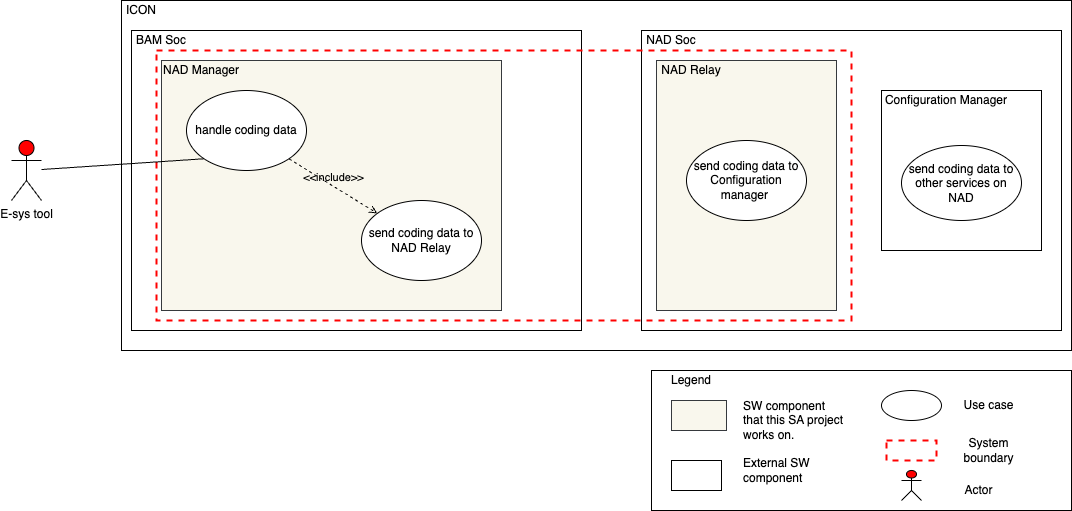 ICON
BAM Soc
NAD Manager
handle coding data
<<include>>
send coding data to
NAD Relay
E-sys tool
NAD Soc
NAD Relay
send coding data to
Configuration
manager
Configuration Manager
send coding data to
other services on
NAD
Legend
SW component
that this SA project
works on.
External SW
component
Use case
System
boundary
Actor